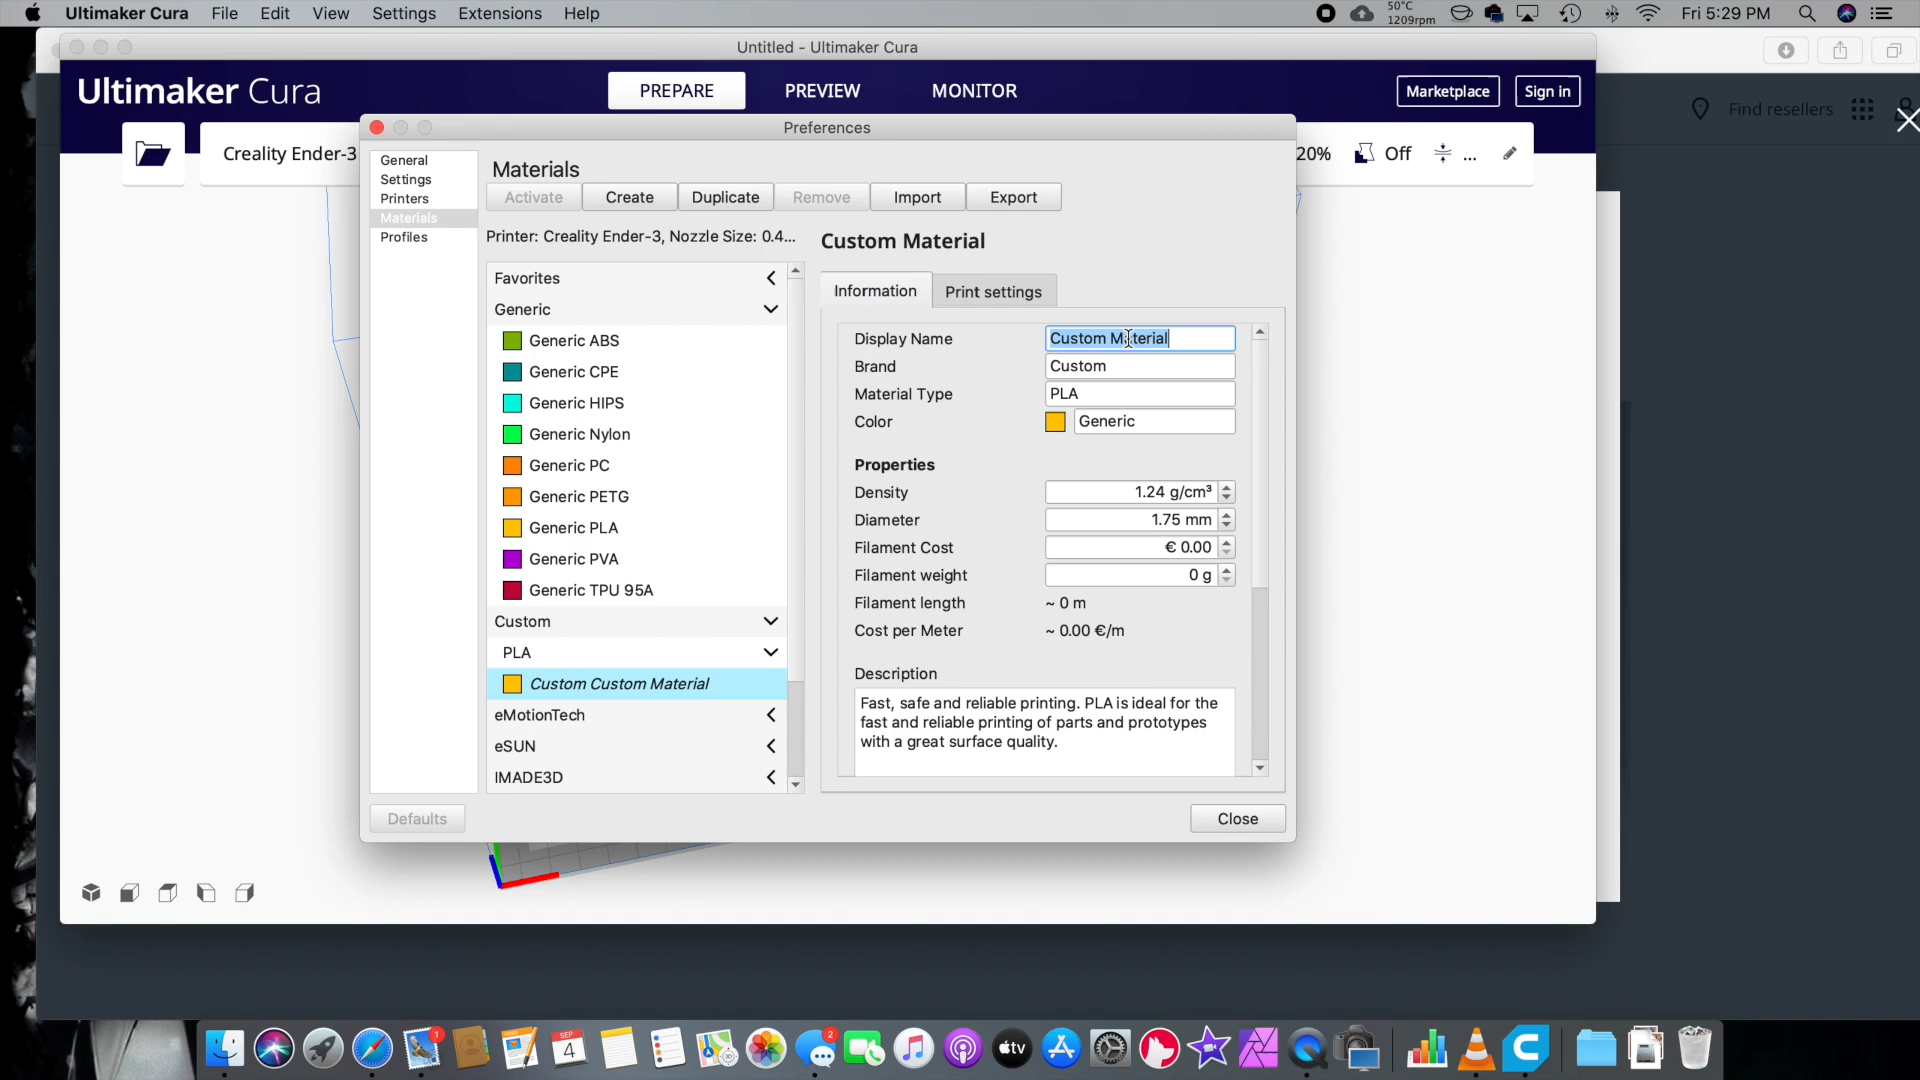 Ultimaker Cura File Edit View Settings Extensions Help
50°C
1209rpm
Fri 5:29 PM
Untitled - Ultimaker Cura
Ultimaker Cura
PREPARE PREVIEW MONITOR
Marketplace Sign in
Find resellers
Creality Ender-3
20% Off ...
Preferences
General
Settings
Printers
Materials
Profiles
Materials
Activate Create Duplicate Remove Import Export
Printer: Creality Ender-3, Nozzle Size: 0.4...
Favorites
Generic
Generic ABS
Generic CPE
Generic HIPS
Generic Nylon
Generic PC
Generic PETG
Generic PLA
Generic PVA
Generic TPU 95A
Custom
PLA
Custom Custom Material
eMotionTech
eSUN
IMADE3D
Custom Material
Information Print settings
Display Name Custom Material
Brand Custom
Material Type PLA
Color Generic
Properties
Density 1.24 g/cm³
Diameter 1.75 mm
Filament Cost € 0.00
Filament weight 0 g
Filament length ~ 0 m
Cost per Meter ~ 0.00 €/m
Description
Fast, safe and reliable printing. PLA is ideal for the
fast and reliable printing of parts and prototypes
with a great surface quality.
Defaults Close
1
SEP
4
2
tv